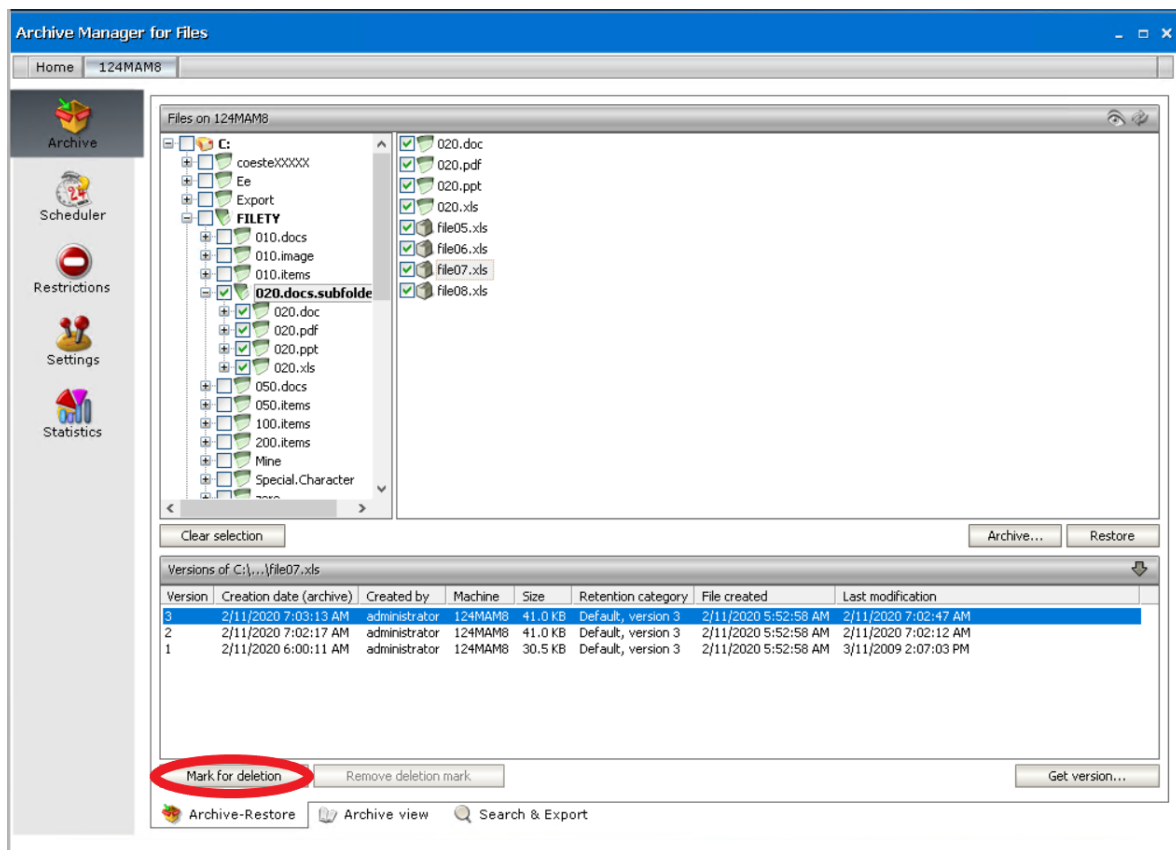 Archive Manager for Files
Home 124MAM8
Archive
Scheduler
Restrictions
Settings
Statistics
Files on 124MAM8
C:
coesteXXXXX
Ee
Export
FILETY
010.docs
010.image
010.items
020.docs.subfolde
020.doc
020.pdf
020.ppt
020.xls
050.docs
050.items
100.items
200.items
Mine
Special.Character
020.doc
020.pdf
020.ppt
020.xls
file05.xls
file06.xls
file07.xls
file08.xls
Clear selection Archive... Restore
Versions of C:\...\file07.xls
Version Creation date (archive) Created by Machine Size Retention category File created Last modification
3 2/11/2020 7:03:13 AM administrator 124MAM8 41.0 KB Default, version 3 2/11/2020 5:52:58 AM 2/11/2020 7:02:47 AM
2 2/11/2020 7:02:17 AM administrator 124MAM8 41.0 KB Default, version 3 2/11/2020 5:52:58 AM 2/11/2020 7:02:12 AM
1 2/11/2020 6:00:11 AM administrator 124MAM8 30.5 KB Default, version 3 2/11/2020 5:52:58 AM 3/11/2009 2:07:03 PM
Mark for deletion Remove deletion mark Get version...
Archive-Restore Archive view Search & Export